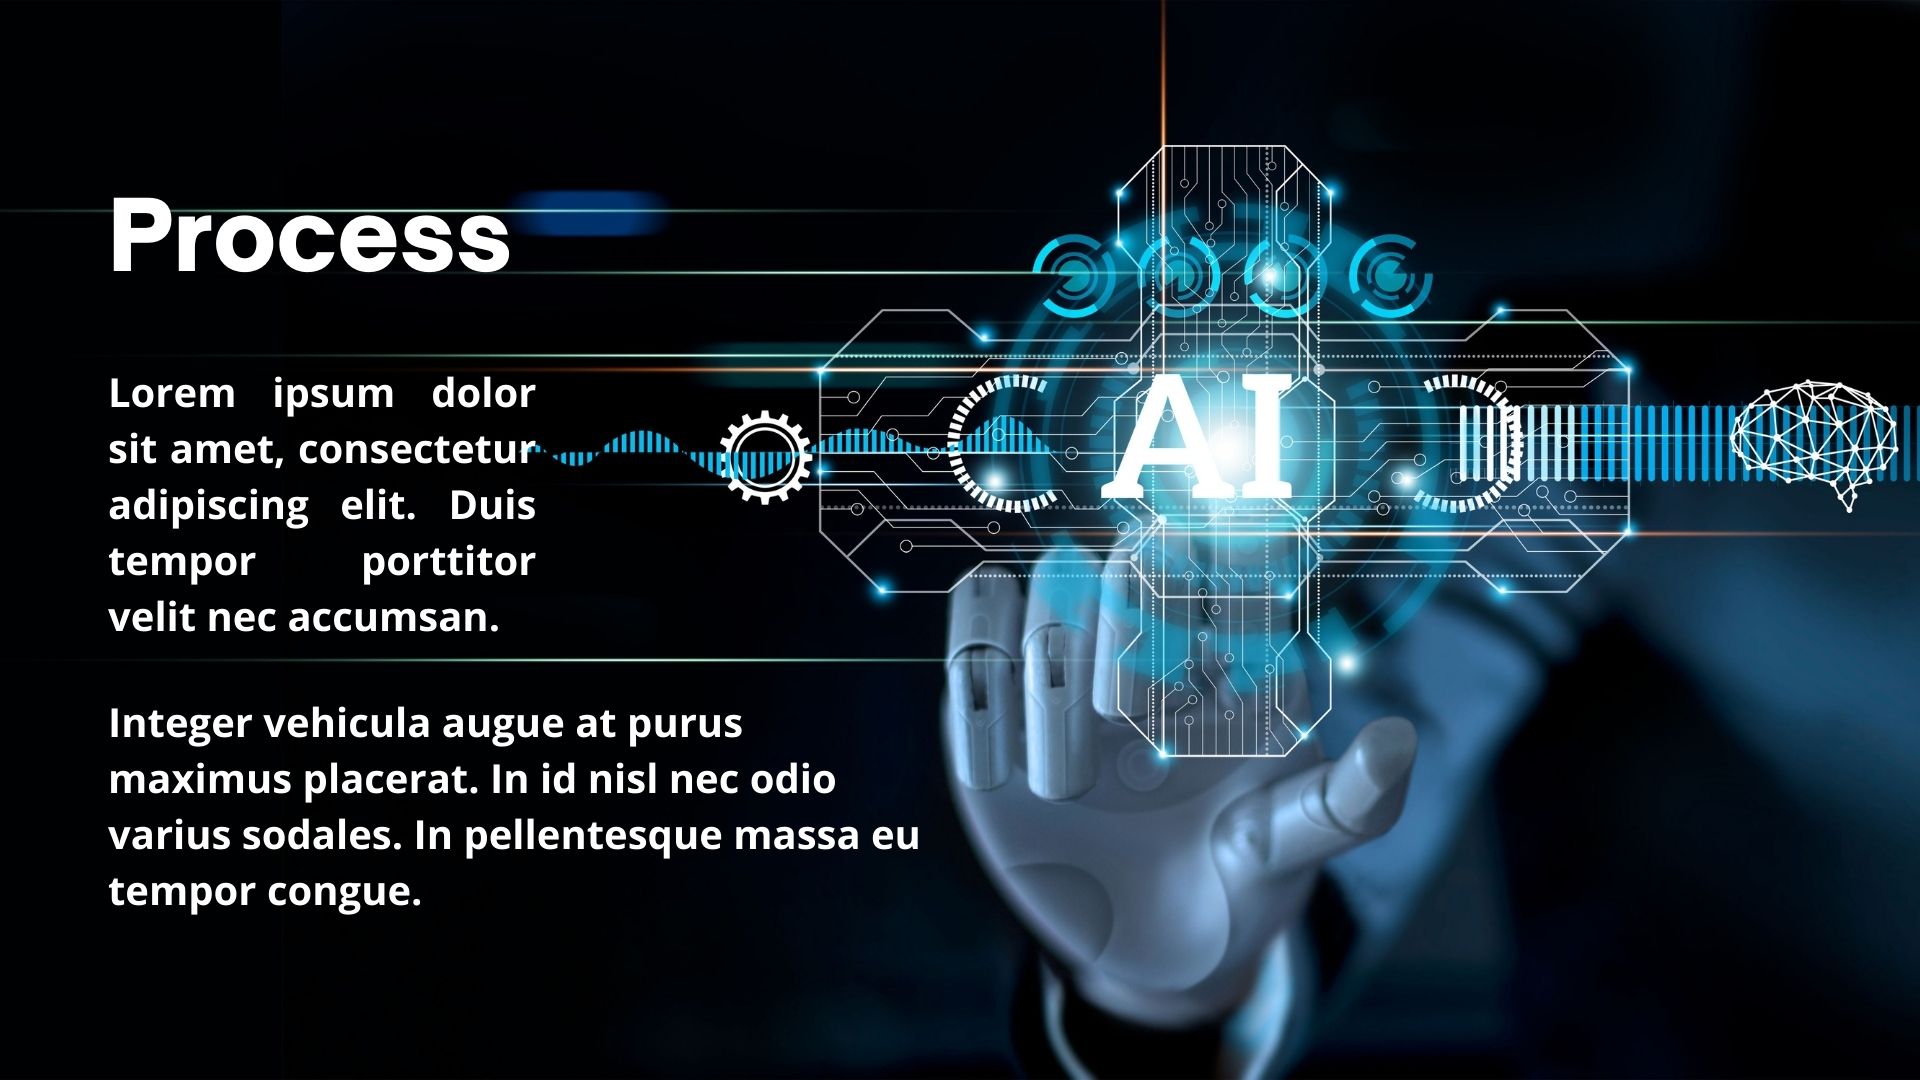 Process
Lorem ipsum dolor
sit amet, consectetur
adipiscing elit. Duis
tempor porttitor
velit nec accumsan.
Integer vehicula augue at purus
maximus placerat. In id nisl nec odio
varius sodales. In pellentesque massa eu
tempor congue.
AI